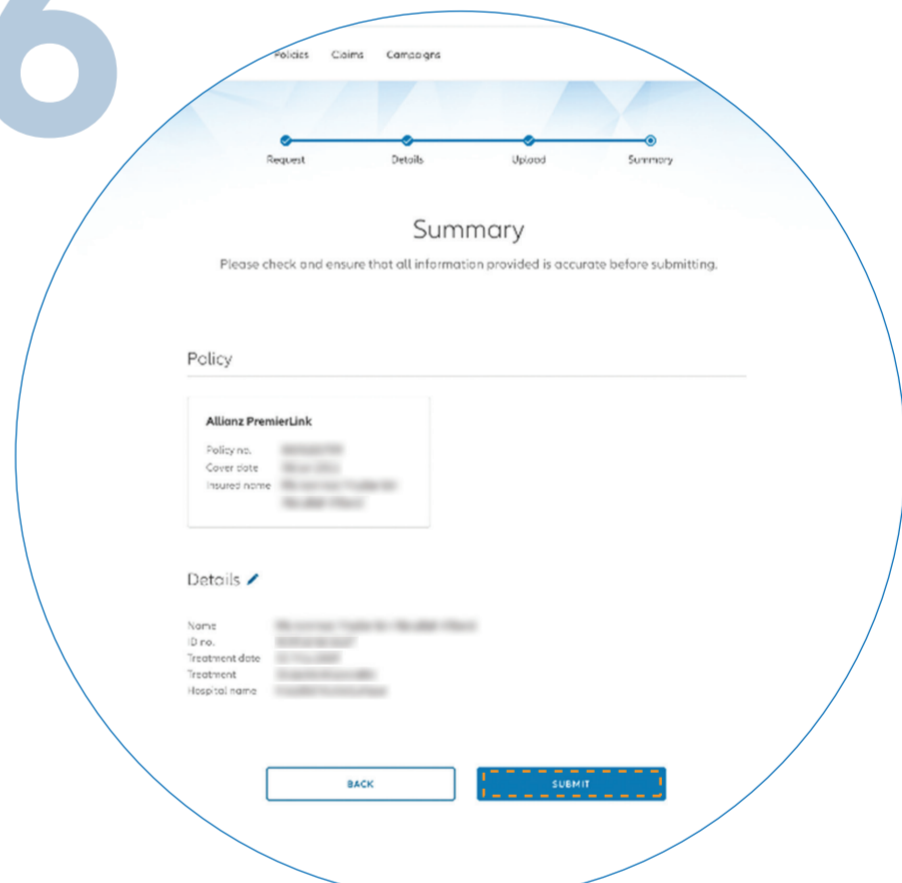 6
Policies Claims Campaigns
Request Details Upload Summary
Summary
Please check and ensure that all information provided is accurate before submitting.
Policy
Allianz PremierLink
Policy no.
Cover date
Insured name
Details
Name
ID no.
Treatment date
Treatment
Hospital name
BACK SUBMIT